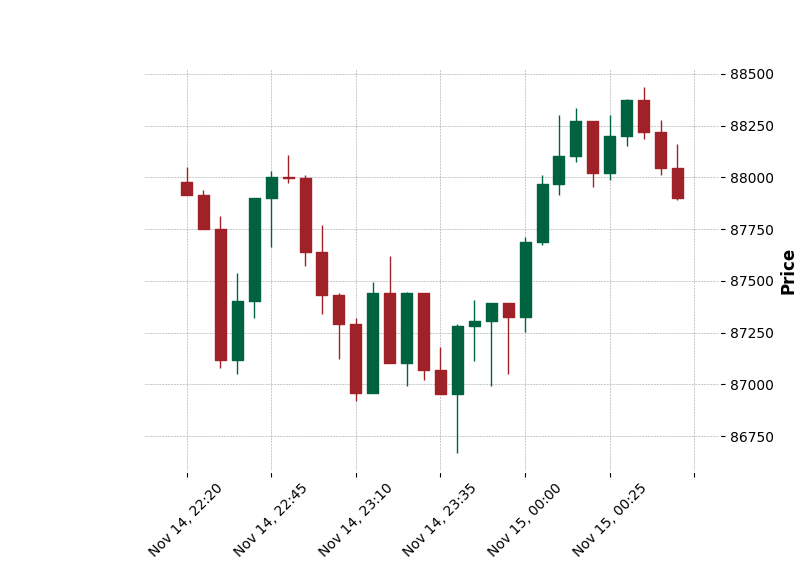 88500
88250
88000
87750
87500
87250
87000
86750
Price
Nov 14, 22:20
Nov 14, 22:45
Nov 14, 23:10
Nov 14, 23:35
Nov 15, 00:00
Nov 15, 00:25